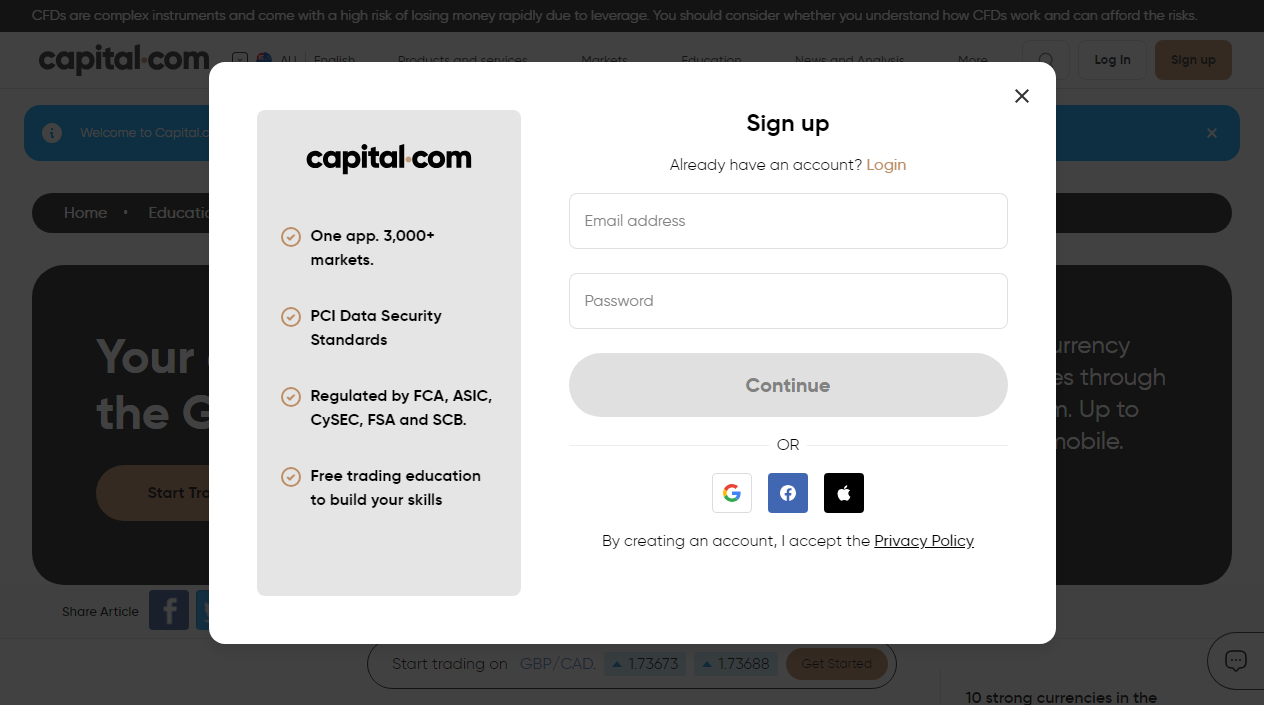 CFDs are complex instruments and come with a high risk of losing money rapidly due to leverage. You should consider whether you understand how CFDs work and can afford the risks.
capital.com
AU English Products and services Markets Education News and Analysis More
Log In
Sign up
Welcome to Capital.c
Home
Educatio
Your
the G
Start Tra
urrency
es through
m. Up to
mobile.
capital.com
One app. 3,000+
markets.
PCI Data Security
Standards
Regulated by FCA, ASIC,
CySEC, FSA and SCB.
Free trading education
to build your skills
Sign up
Already have an account? Login
Email address
Password
Continue
OR
By creating an account, I accept the Privacy Policy
Share Article
Start trading on GBP/CAD. 1.73673 1.73688 Get Started
10 strong currencies in the